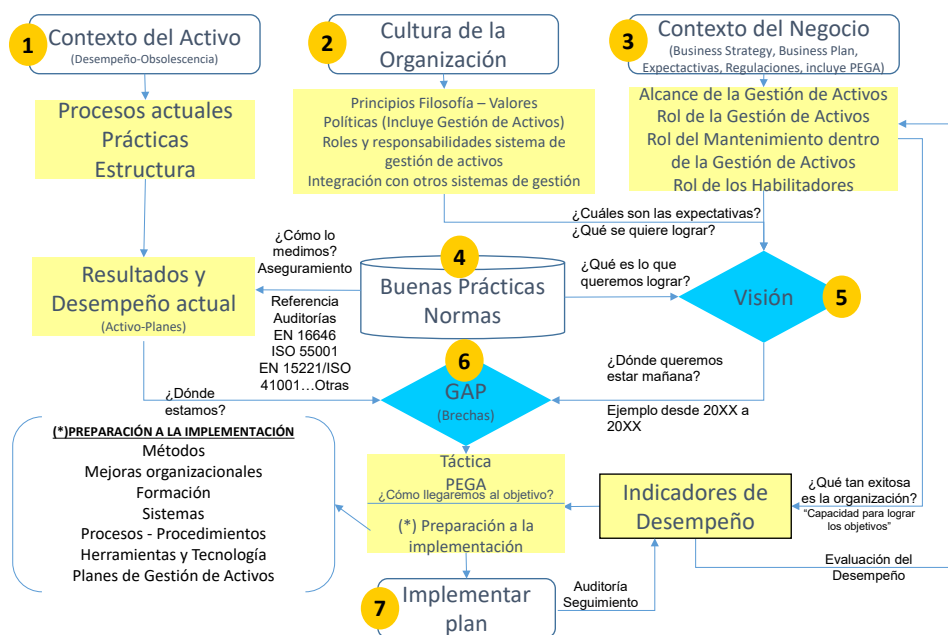 1
Contexto del Activo
(Desempeño-Obsolescencia)
2
Cultura de la
Organización
3
Contexto del Negocio
(Business Strategy, Business Plan,
Expectactivas, Regulaciones, incluye PEGA)
Procesos actuales
Prácticas
Estructura
Principios Filosofía – Valores
Políticas (Incluye Gestión de Activos)
Roles y responsabilidades sistema de
gestión de activos
Integración con otros sistemas de gestión
Alcance de la Gestión de Activos
Rol de la Gestión de Activos
Rol del Mantenimiento dentro
de la Gestión de Activos
Rol de los Habilitadores
¿Cuáles son las expectativas?
¿Qué se quiere lograr?
¿Cómo lo
medimos?
Aseguramiento
4
Buenas Prácticas
Normas
¿Qué es lo que
queremos lograr?
Visión
5
Resultados y
Desempeño actual
(Activo-Planes)
Referencia
Auditorías
EN 16646
ISO 55001
EN 15221/ISO
41001…Otras
6
GAP
(Brechas)
¿Dónde queremos
estar mañana?
Ejemplo desde 20XX a
20XX
¿Dónde
estamos?
(*)PREPARACIÓN A LA IMPLEMENTACIÓN
Métodos
Mejoras organizacionales
Formación
Sistemas
Procesos - Procedimientos
Herramientas y Tecnología
Planes de Gestión de Activos
Táctica
PEGA
¿Cómo llegaremos al objetivo?
(*) Preparación a la
implementación
Indicadores de
Desempeño
¿Qué tan exitosa
es la organización?
“Capacidad para lograr
los objetivos”
Evaluación del
Desempeño
7
Implementar
plan
Auditoría
Seguimiento